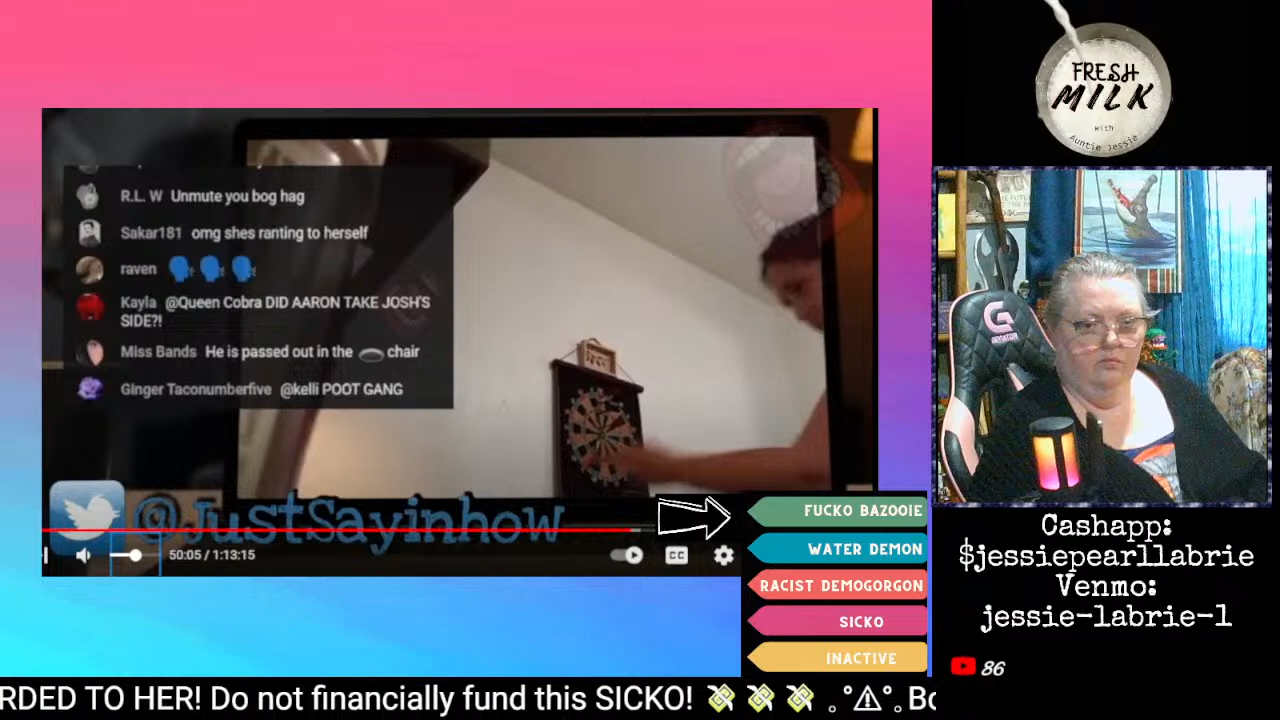 FRESH
MILK
with
Auntie Jessie
R.L. W Unmute you bog hag
Sakar181 omg shes ranting to herself
raven 🗣🗣🗣
Kayla @Queen Cobra DID AARON TAKE JOSH'S
SIDE?!
Miss Bands He is passed out in the chair
Ginger Taconumberfive @kelli POOT GANG
@JustSayinhow
50:05 / 1:13:15
CC
FUCKO BAZOOIE
WATER DEMON
RACIST DEMOGORGON
SICKO
INACTIVE
Cashapp:
$jessiepearllabrie
Venmo:
jessie-labrie-1
86
RDED TO HER! Do not financially fund this SICKO! 💸 💸 💸 。°⚠°。Bo